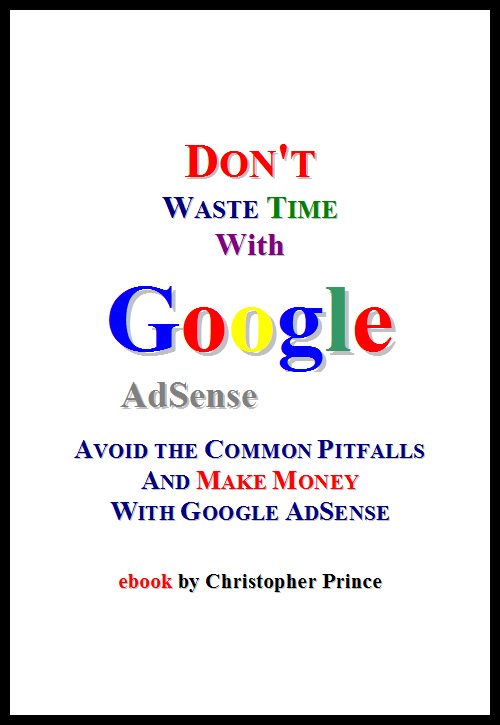 DON'T
WASTE TIME
With
Google
AdSense
AVOID THE COMMON PITFALLS
AND MAKE MONEY
WITH GOOGLE ADSENSE
ebook by Christopher Prince